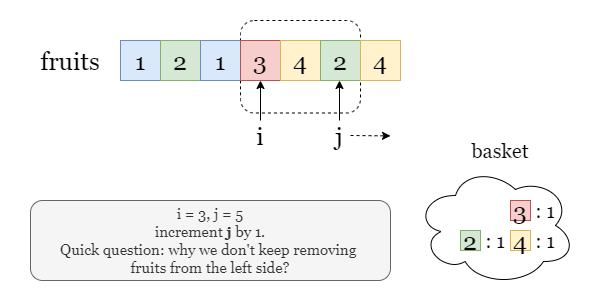 fruits 1 2 1 3 4 2 4
i j
basket
3 : 1
2 : 1 4 : 1
i = 3, j = 5
increment j by 1.
Quick question: why we don't keep removing
fruits from the left side?